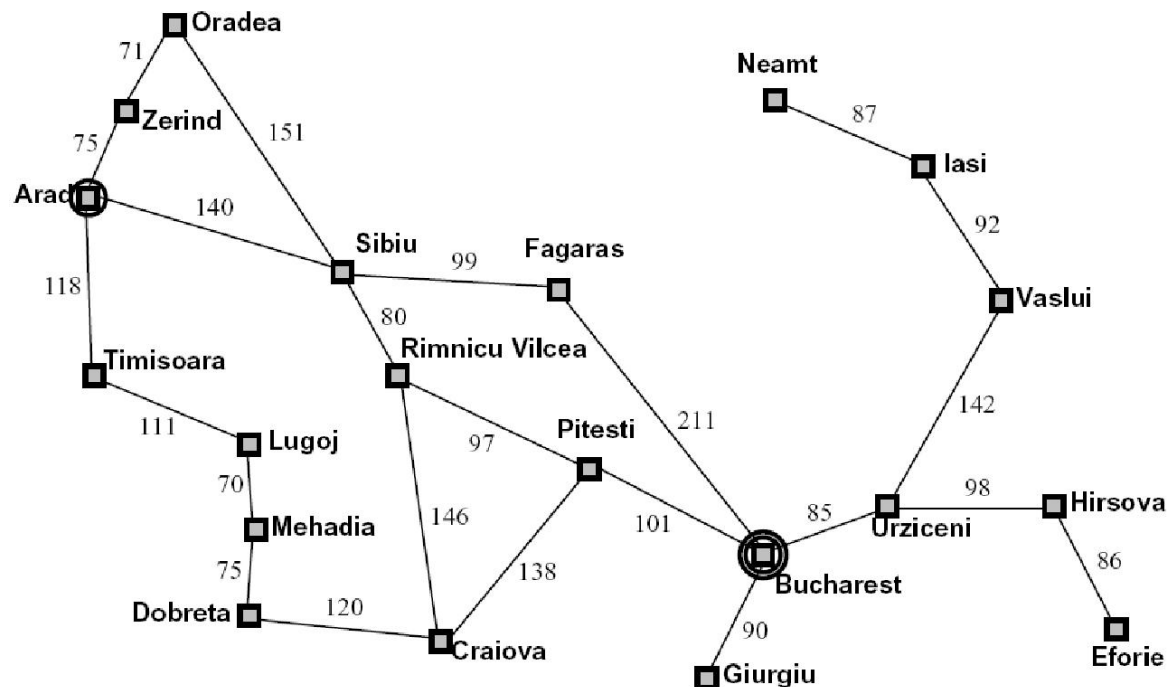 Oradea
71
Neamt
Zerind
87
151
75
Iasi
Arad
140
92
Sibiu
Fagaras
99
118
Vaslui
80
Timisoara
Rimnicu Vilcea
142
211
111
Lugoj
97
Pitesti
70
98
Hirsova
Mehadia
146
101
85
Urziceni
75
138
86
Bucharest
Dobreta
120
90
Craiova
Eforie
Giurgiu